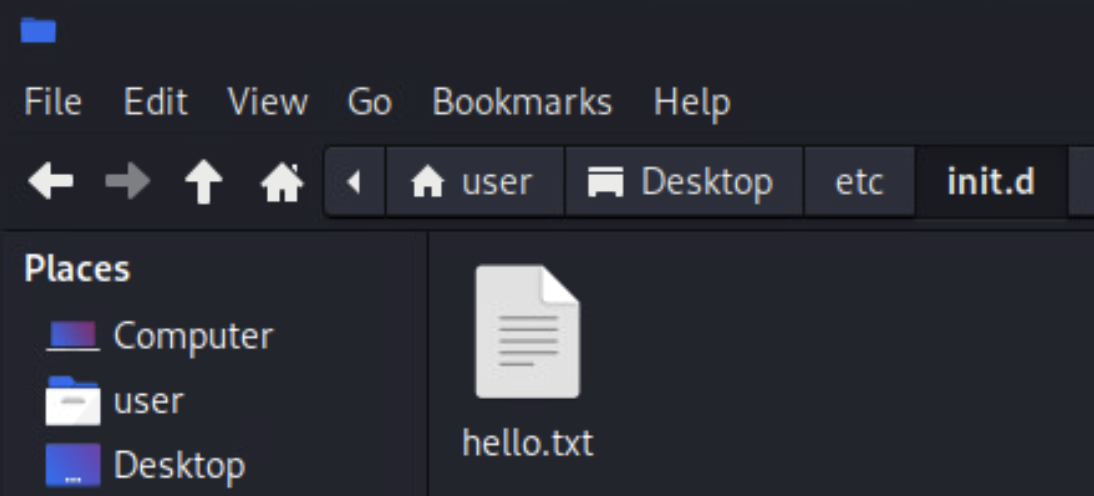 File Edit View Go Bookmarks Help
user Desktop etc init.d
Places
Computer
user
Desktop
hello.txt